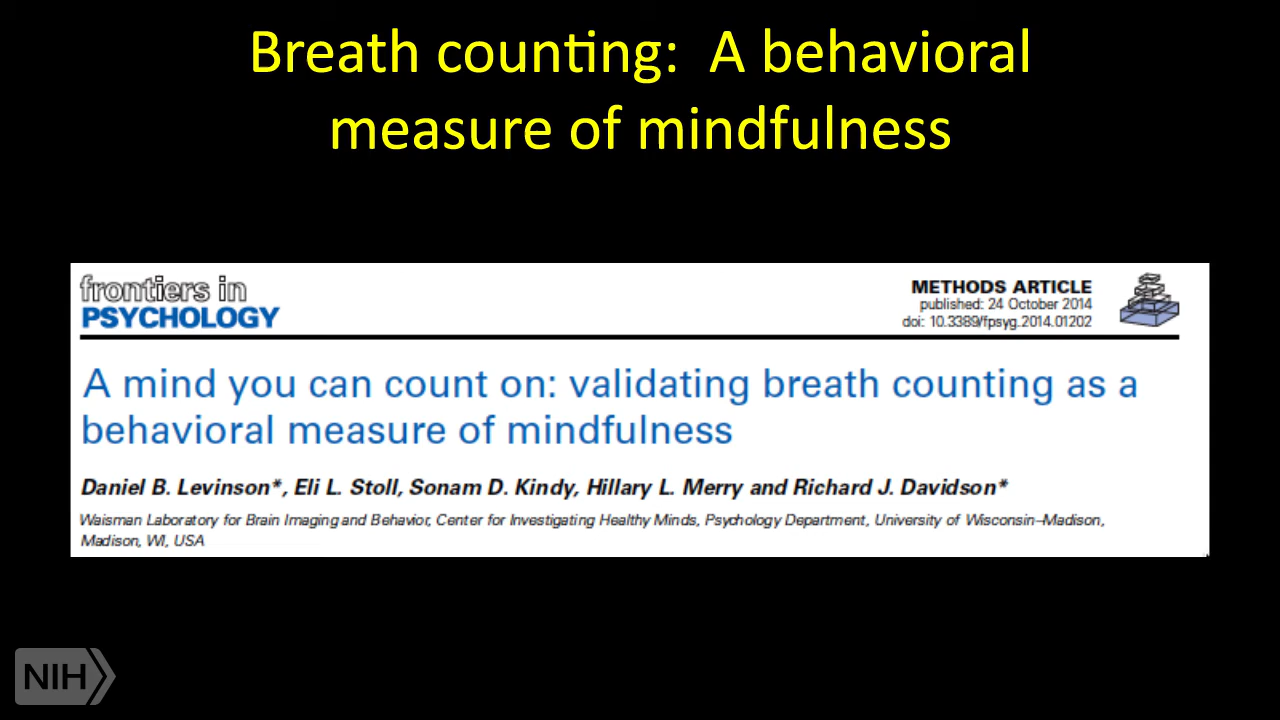 Breath counting: A behavioral
measure of mindfulness
frontiers in
PSYCHOLOGY
METHODS ARTICLE
published: 24 October 2014
doi: 10.3389/fpsyg.2014.01202
A mind you can count on: validating breath counting as a
behavioral measure of mindfulness
Daniel B. Levinson*, Eli L. Stoll, Sonam D. Kindy, Hillary L. Merry and Richard J. Davidson*
Waisman Laboratory for Brain Imaging and Behavior, Center for Investigating Healthy Minds, Psychology Department, University of Wisconsin–Madison,
Madison, WI, USA
NIH